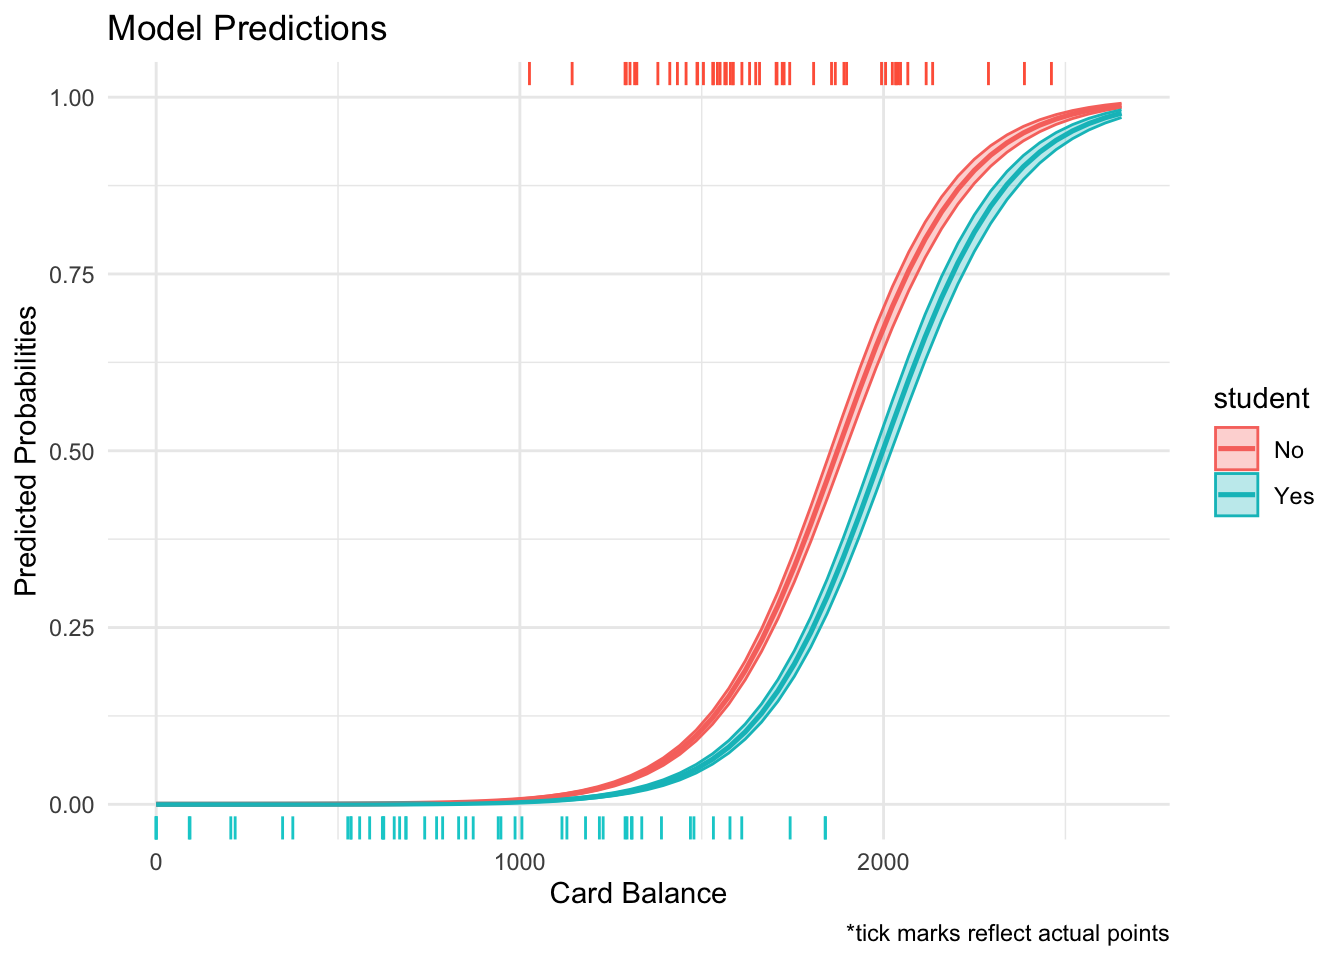 Model Predictions
1.00
0.75
0.50
0.25
0.00
Predicted Probabilities
0 1000 2000
Card Balance
student
No
Yes
*tick marks reflect actual points